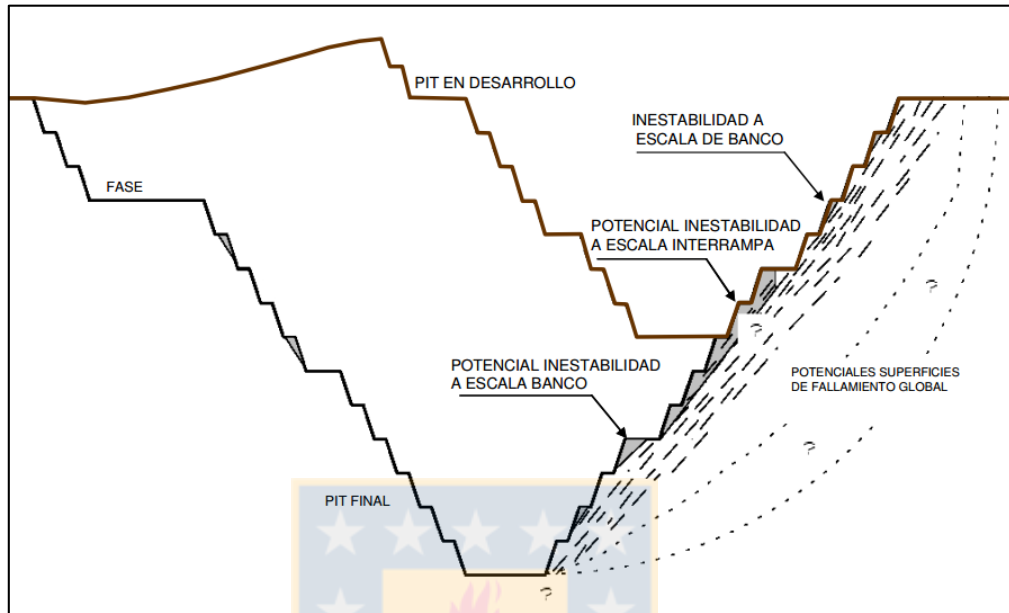 PIT EN DESARROLLO
INESTABILIDAD A
ESCALA DE BANCO
FASE
POTENCIAL INESTABILIDAD
A ESCALA INTERRAMPA
?
?
POTENCIAL INESTABILIDAD
A ESCALA BANCO
POTENCIALES SUPERFICIES
DE FALLAMIENTO GLOBAL
?
PIT FINAL
?